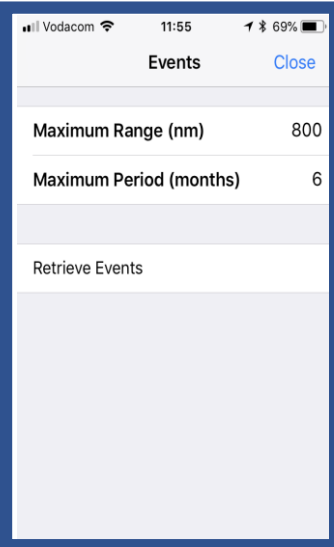 Vodacom 11:55 69%
Events Close
Maximum Range (nm) 800
Maximum Period (months) 6
Retrieve Events